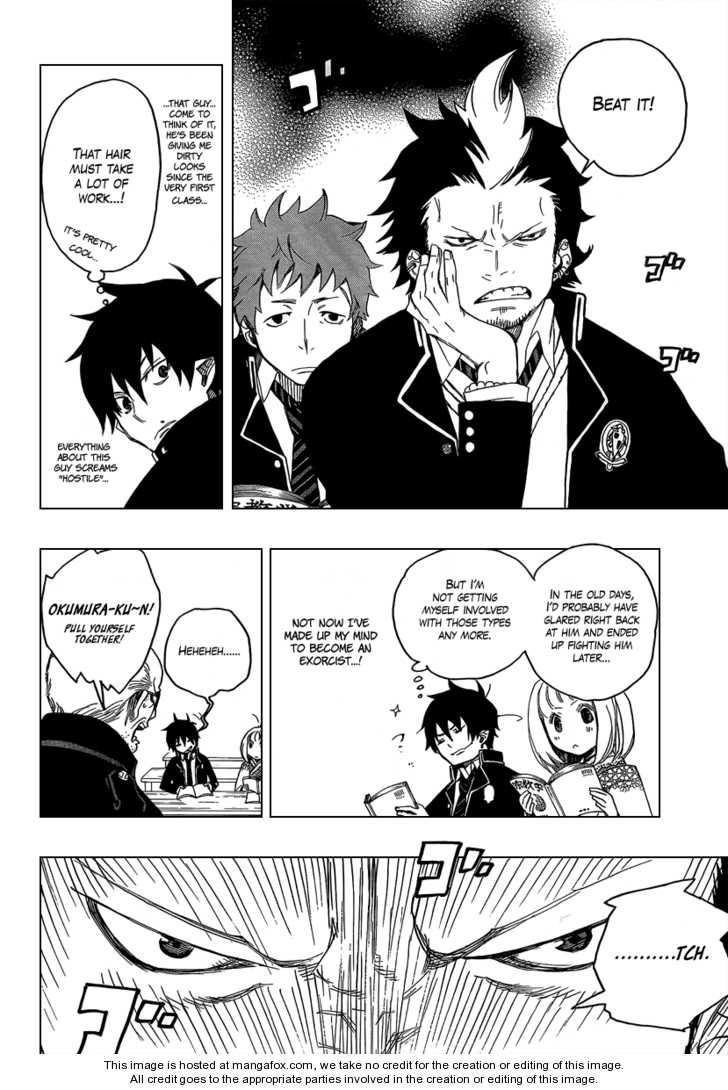 BEAT IT!
ゴ
ゴ
ゴ
...THAT GUY...
COME TO
THINK OF IT,
HE'S BEEN
GIVING ME
DIRTY
LOOKS
SINCE THE
VERY FIRST
CLASS...
THAT HAIR
MUST TAKE
A LOT OF
WORK...!
IT'S PRETTY
COOL...
EVERYTHING
ABOUT THIS
GUY SCREAMS
"HOSTILE"...
IN THE OLD DAYS,
I'D PROBABLY HAVE
GLARED RIGHT BACK
AT HIM AND ENDED
UP FIGHTING HIM
LATER...
BUT I'M
NOT GETTING
MYSELF INVOLVED
WITH THOSE TYPES
ANY MORE.
NOT NOW I'VE
MADE UP MY MIND
TO BECOME AN
EXORCIST...!
HEHEHEH......
OKUMURA-KU~N!
PULL YOURSELF
TOGETHER!
ゴ
..........TCH.
ゴ
This image is hosted at mangafox.com, we take no credit for the creation or editing of this image.
All credit goes to the appropriate parties involved in the creation or editing of this image.